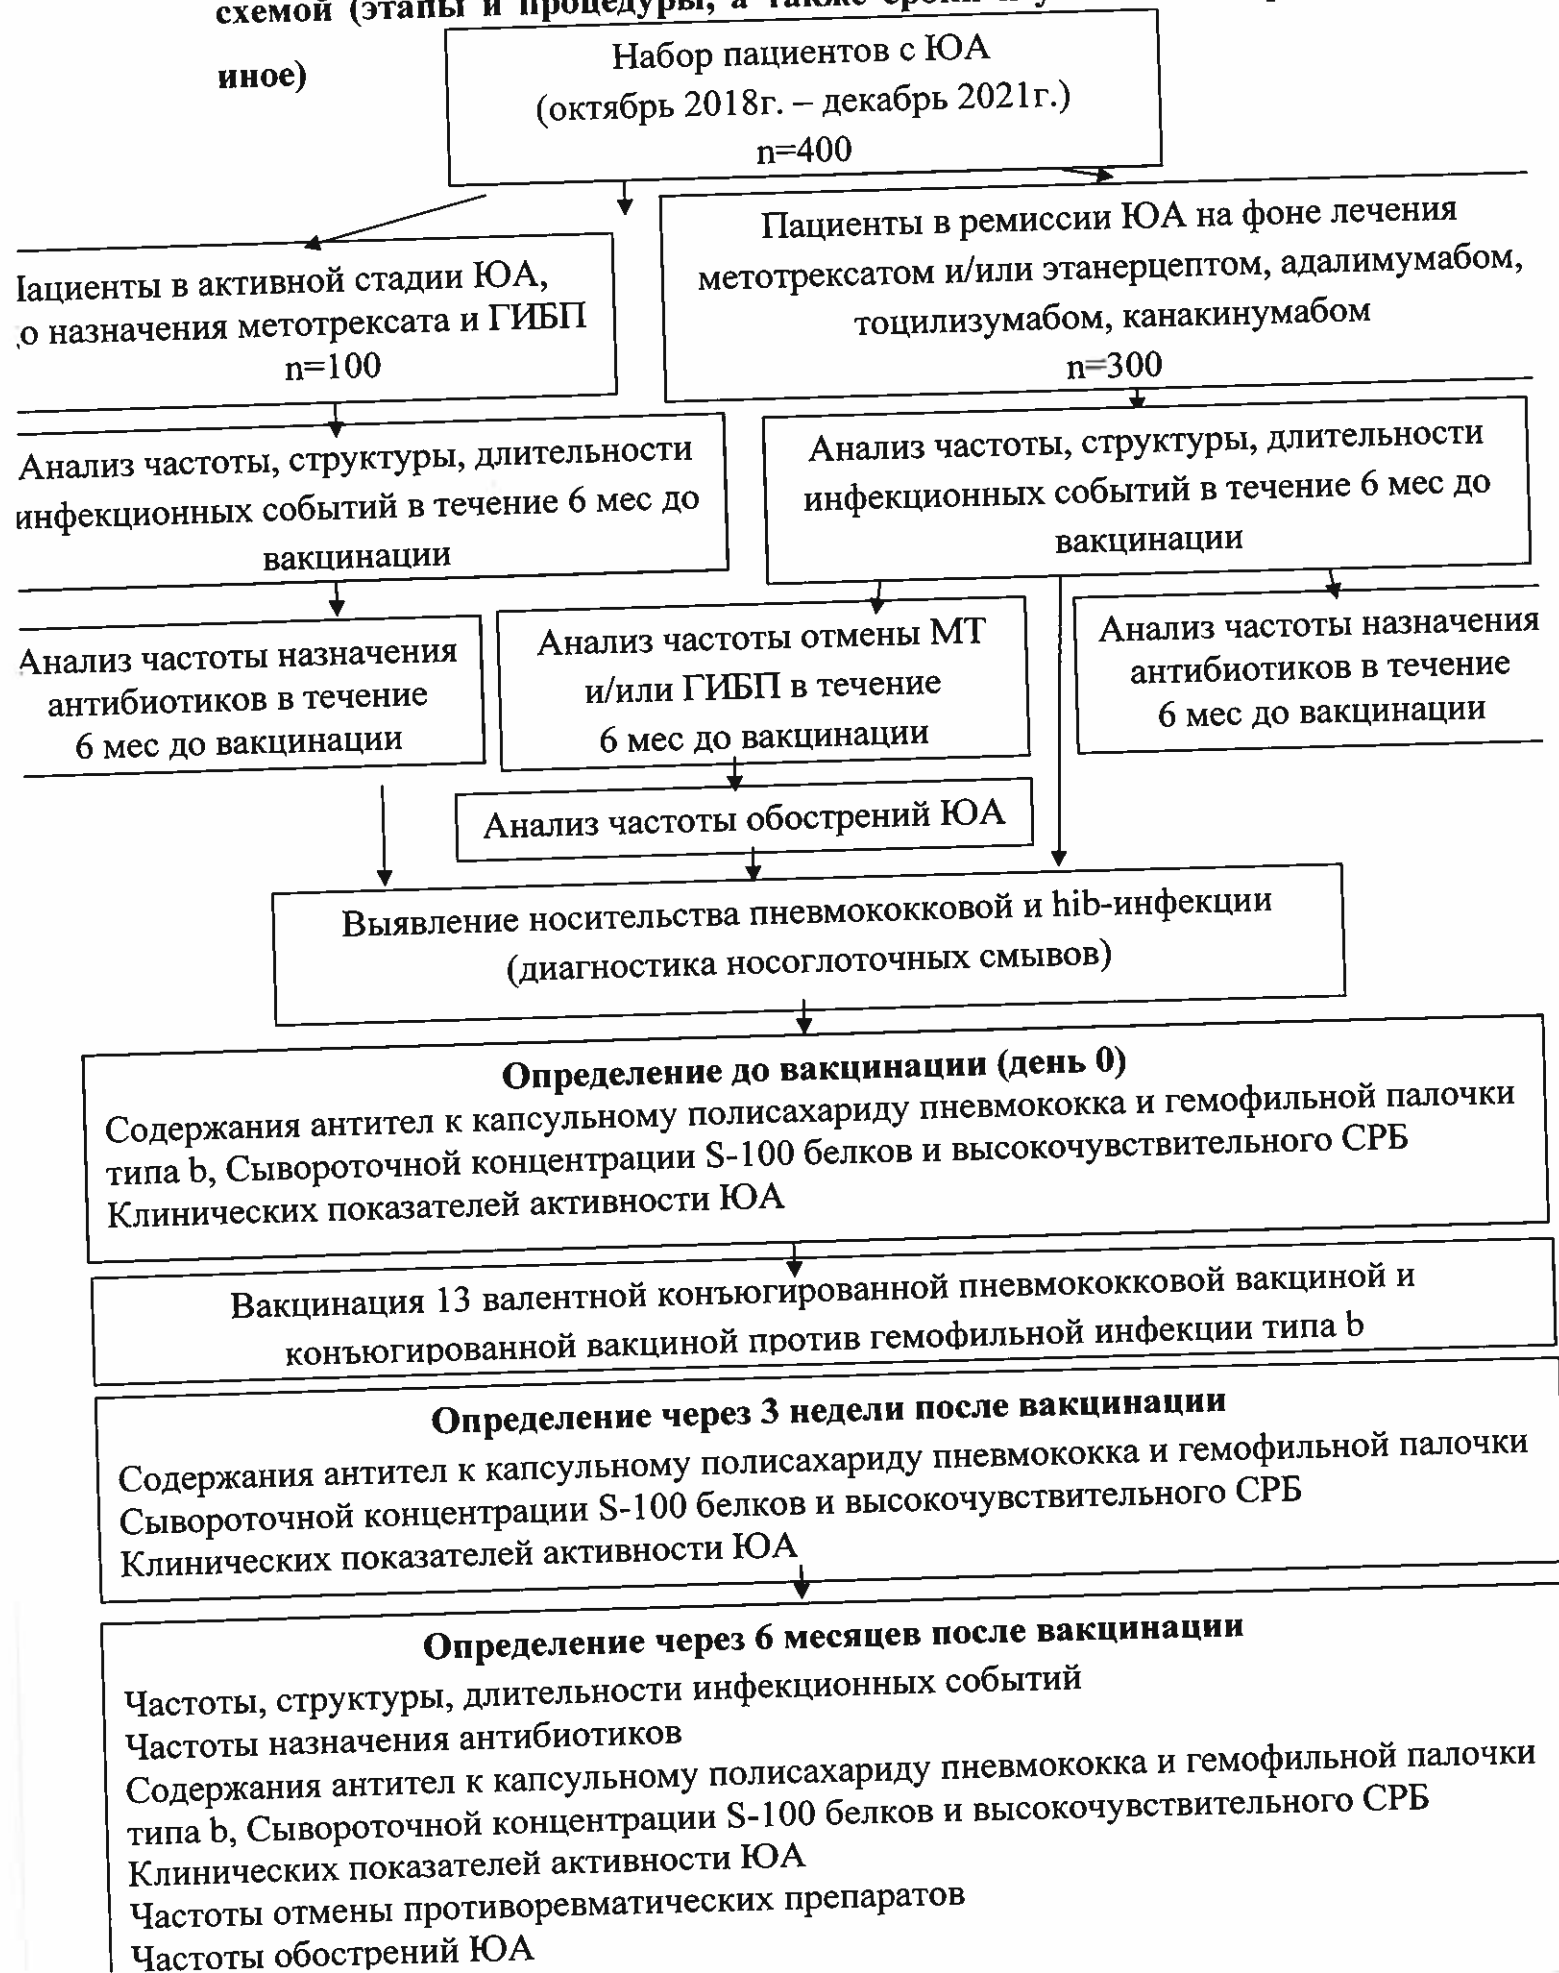 схемой (этапы и процедуры, а также сроки и
иное)
Набор пациентов с ЮА
(октябрь 2018г. – декабрь 2021г.)
n=400
Пациенты в ремиссии ЮА на фоне лечения
метотрексатом и/или этанерцептом, адалимумабом,
тоцилизумабом, канакинумабом
n=300
Іациенты в активной стадии ЮА,
о назначения метотрексата и ГИБП
n=100
Анализ частоты, структуры, длительности
инфекционных событий в течение 6 мес до
вакцинации
Анализ частоты, структуры, длительности
инфекционных событий в течение 6 мес до
вакцинации
Анализ частоты назначения
антибиотиков в течение
6 мес до вакцинации
Анализ частоты отмены МТ
и/или ГИБП в течение
6 мес до вакцинации
Анализ частоты назначения
антибиотиков в течение
6 мес до вакцинации
Анализ частоты обострений ЮА
Выявление носительства пневмококковой и hib-инфекции
(диагностика носоглоточных смывов)
Определение до вакцинации (день 0)
Содержания антител к капсульному полисахариду пневмококка и гемофильной палочки
типа b, Сывороточной концентрации S-100 белков и высокочувствительного СРБ
Клинических показателей активности ЮА
Вакцинация 13 валентной конъюгированной пневмококковой вакциной и
конъюгированной вакциной против гемофильной инфекции типа b
Определение через 3 недели после вакцинации
Содержания антител к капсульному полисахариду пневмококка и гемофильной палочки
Сывороточной концентрации S-100 белков и высокочувствительного СРБ
Клинических показателей активности ЮА
Определение через 6 месяцев после вакцинации
Частоты, структуры, длительности инфекционных событий
Частоты назначения антибиотиков
Содержания антител к капсульному полисахариду пневмококка и гемофильной палочки
типа b, Сывороточной концентрации S-100 белков и высокочувствительного СРБ
Клинических показателей активности ЮА
Частоты отмены противоревматических препаратов
Частоты обострений ЮА